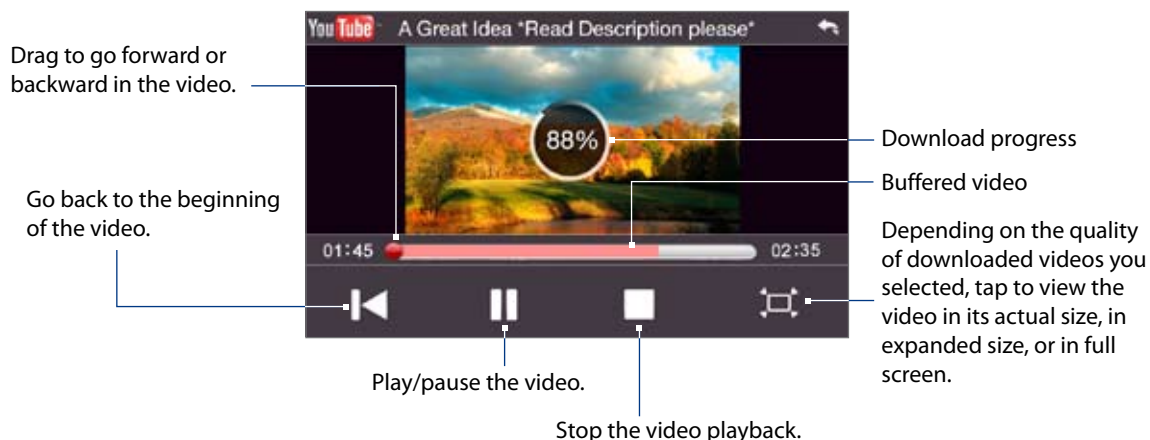 You Tube A Great Idea *Read Description please*
Drag to go forward or
backward in the video.
88%
Download progress
Buffered video
Go back to the beginning
of the video.
01:45 02:35
Depending on the quality
of downloaded videos you
selected, tap to view the
video in its actual size, in
expanded size, or in full
screen.
Play/pause the video.
Stop the video playback.